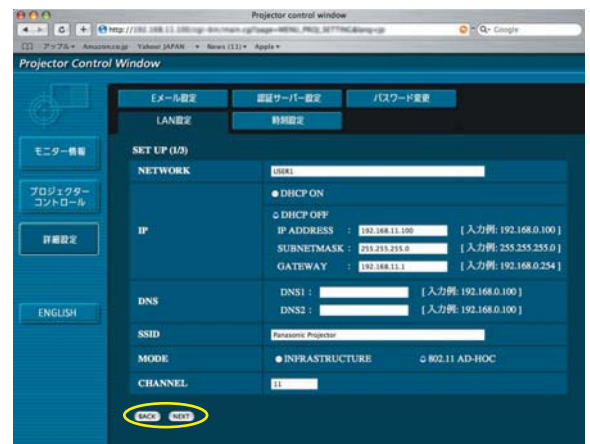 Projector control window
Google
アップル Amazon.co.jp Yahoo! JAPAN News (11) Apple
Projector Control Window
Eメール設定 認証サーバー設定 パスワード変更
LAN設定 時刻設定
モニター情報
プロジェクター
コントロール
詳細設定
ENGLISH
SET UP (1/3)
NETWORK USER1
IP
DHCP ON
DHCP OFF
IP ADDRESS : 192.168.11.100 [ 入力例: 192.168.0.100 ]
SUBNETMASK : 255.255.255.0 [ 入力例: 255.255.255.0 ]
GATEWAY : 192.168.11.1 [ 入力例: 192.168.0.254 ]
DNS
DNS1 : [ 入力例: 192.168.0.100 ]
DNS2 : [ 入力例: 192.168.0.100 ]
SSID Panasonic Projector
MODE INFRASTRUCTURE 802.11 AD-HOC
CHANNEL 11
BACK NEXT